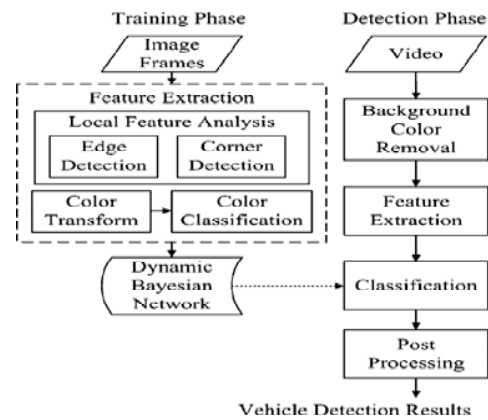 Training Phase
Image
Frames
Feature Extraction
Local Feature Analysis
Edge
Detection
Corner
Detection
Color
Transform
Color
Classification
Dynamic
Bayesian
Network
Detection Phase
Video
Background
Color
Removal
Feature
Extraction
Classification
Post
Processing
Vehicle Detection Results